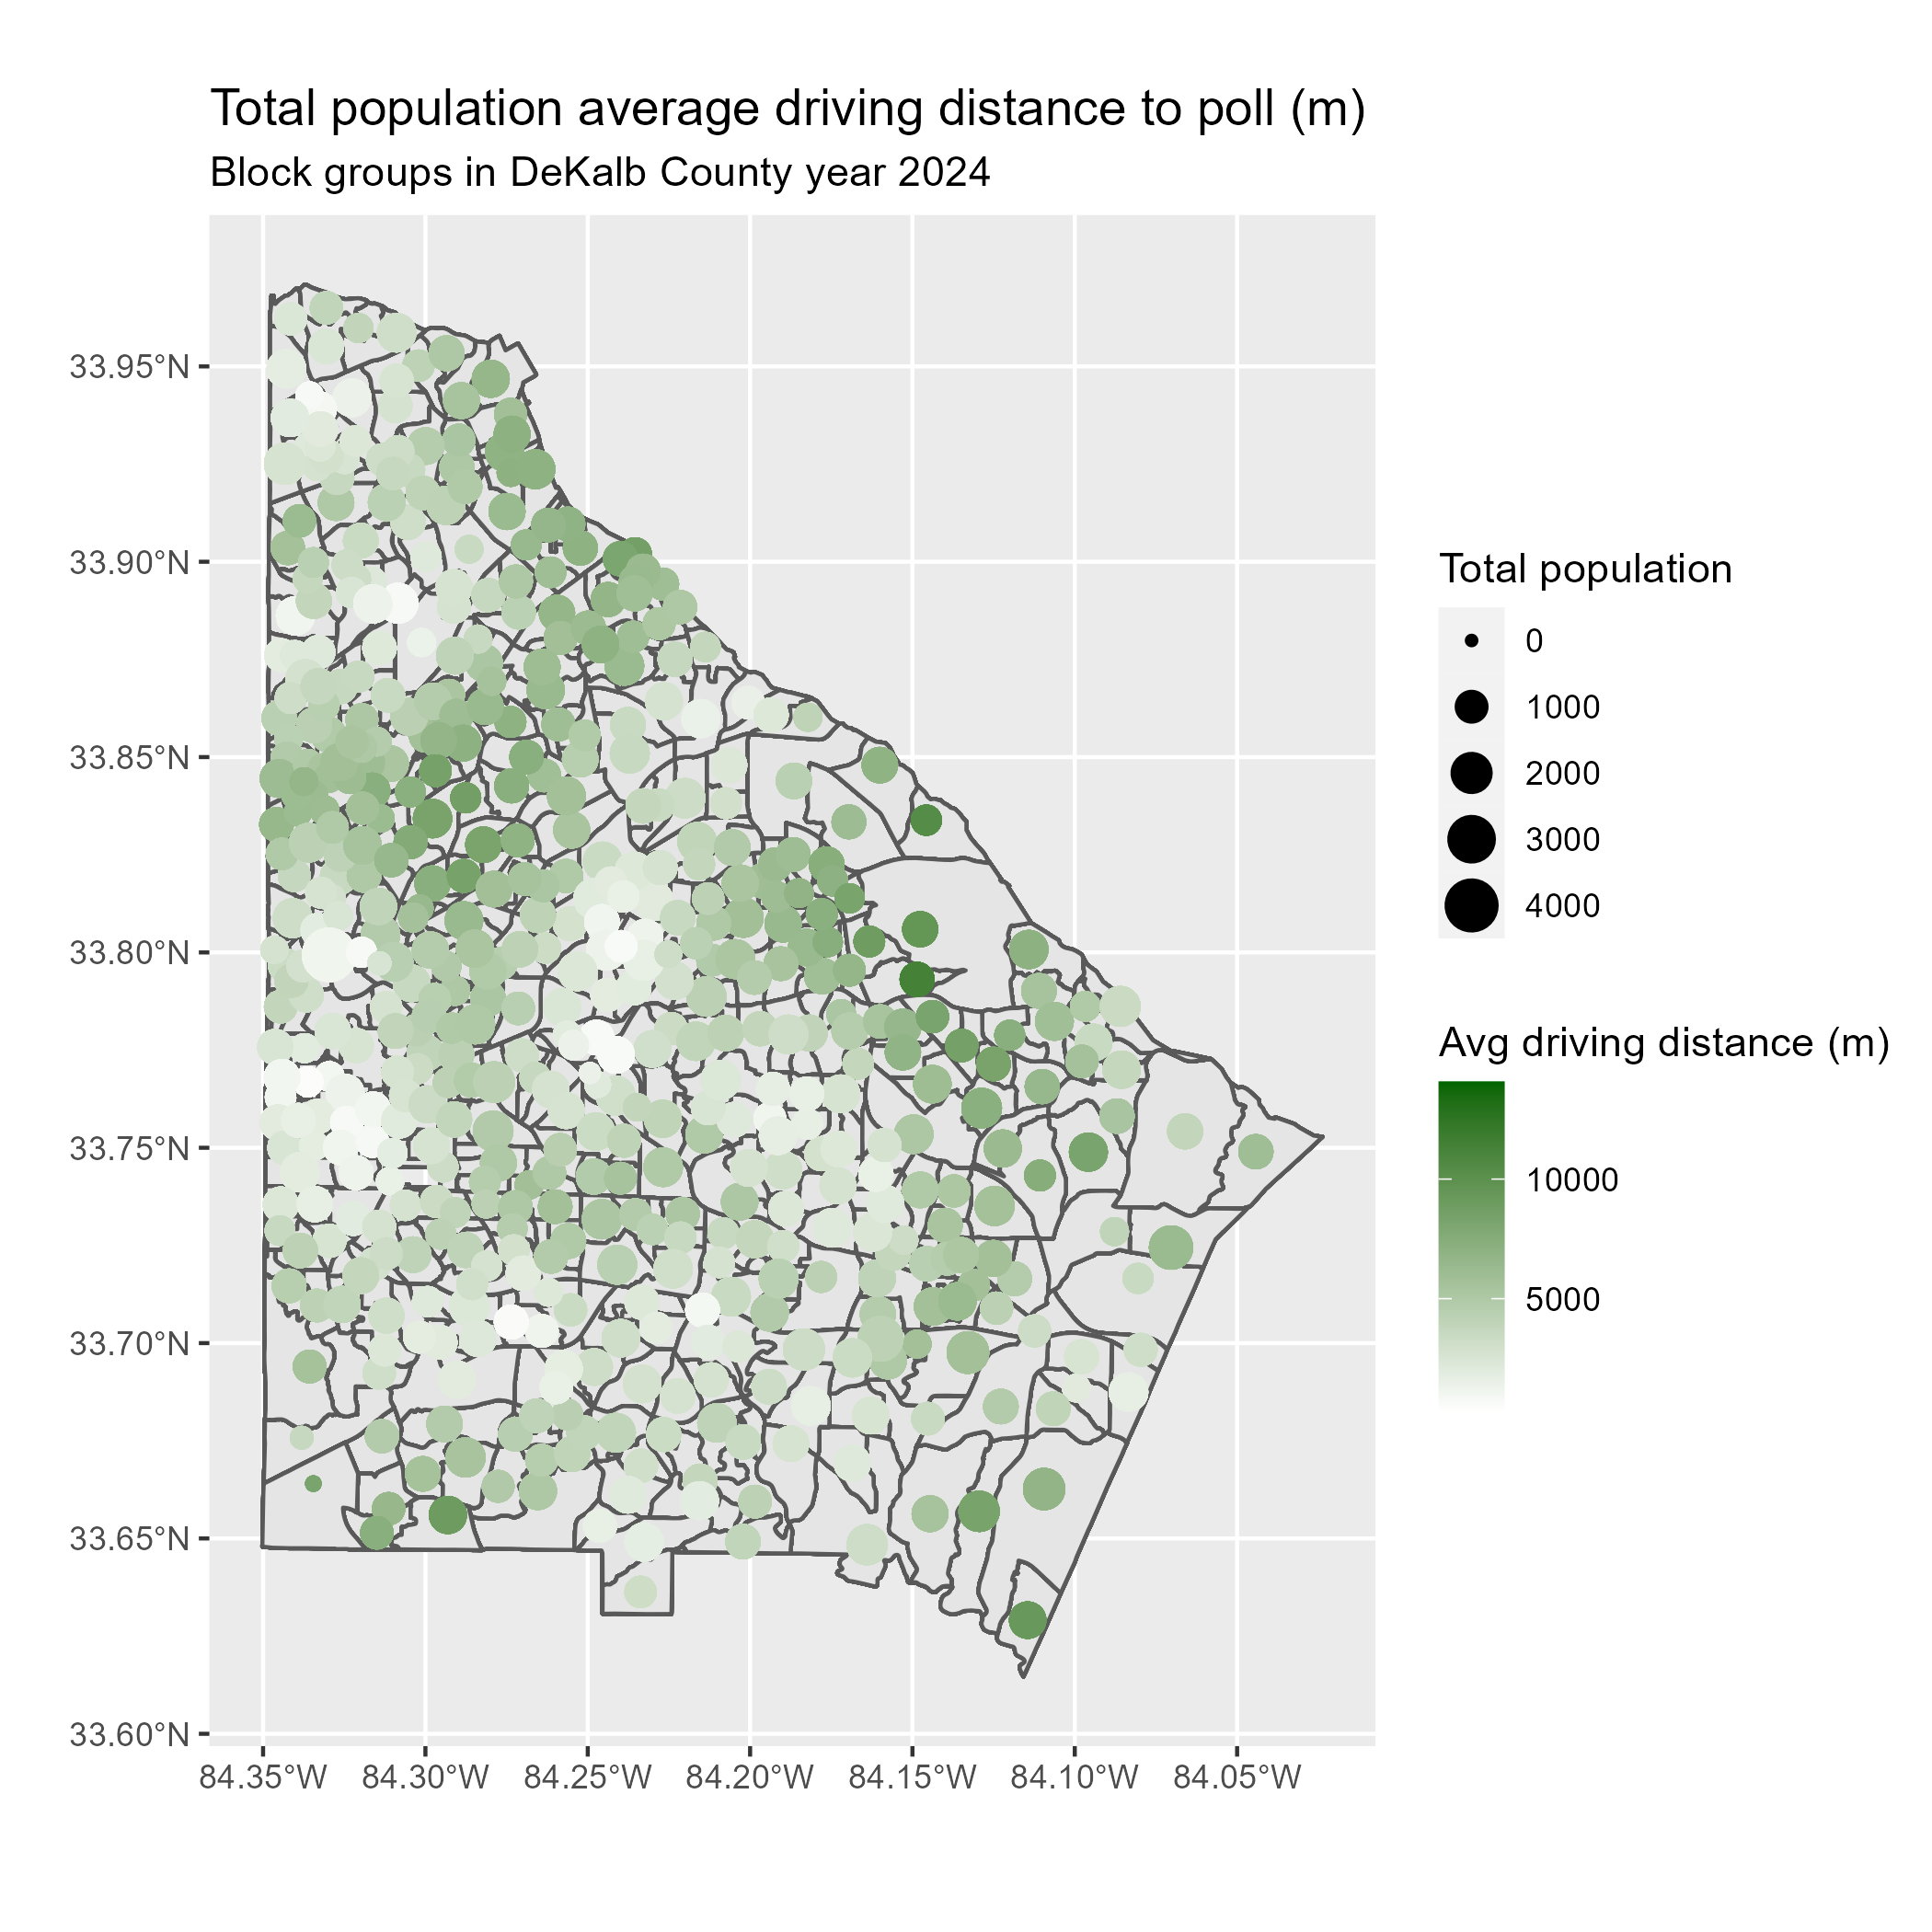 Total population average driving distance to poll (m)
Block groups in DeKalb County year 2024
33.95°N
33.90°N
33.85°N
33.80°N
33.75°N
33.70°N
33.65°N
33.60°N
84.35°W 84.30°W 84.25°W 84.20°W 84.15°W 84.10°W 84.05°W
Total population
0
1000
2000
3000
4000
Avg driving distance (m)
10000
5000